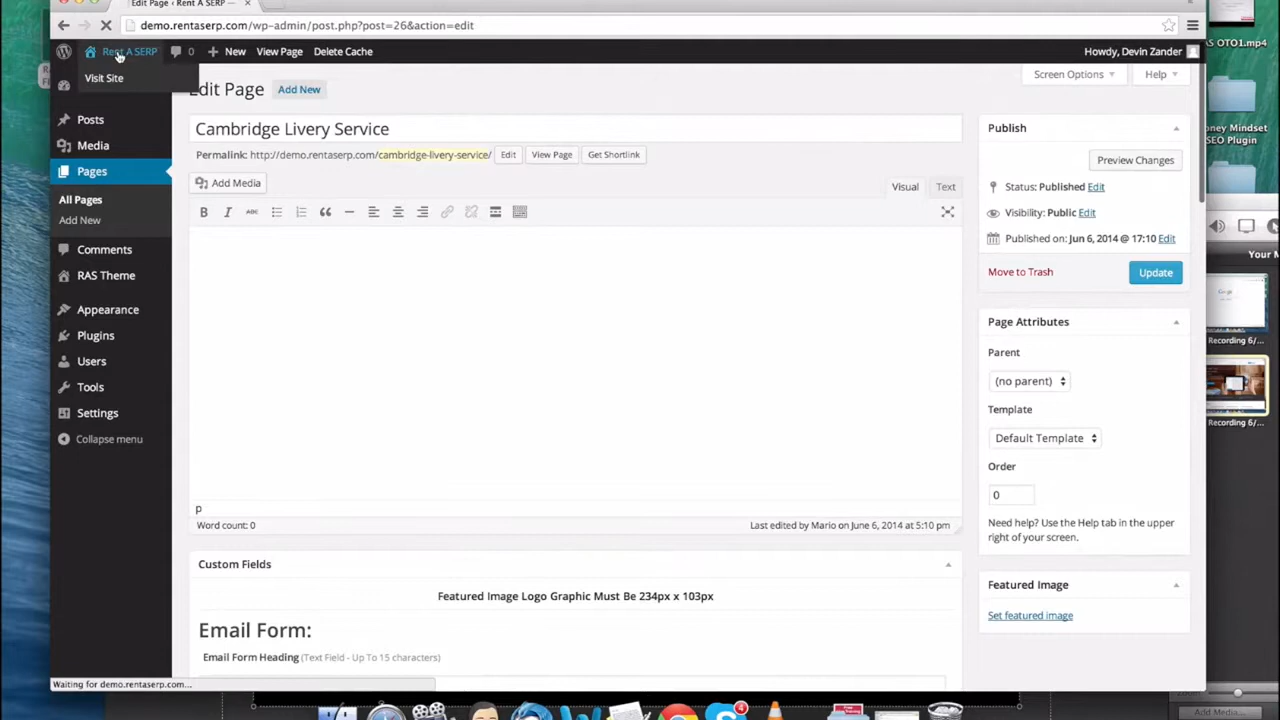 Edit Page ‹ Rent A SERP —
demo.rentaserp.com/wp-admin/post.php?post=26&action=edit
Rent A SERP 0 New View Page Delete Cache Howdy, Devin Zander
Visit Site
Posts
Media
Pages
All Pages
Add New
Comments
RAS Theme
Appearance
Plugins
Users
Tools
Settings
Collapse menu
Edit Page Add New
Screen Options Help
Cambridge Livery Service
Permalink: http://demo.rentaserp.com/cambridge-livery-service/ Edit View Page Get Shortlink
Add Media
Visual Text
B I ABC
p
Word count: 0 Last edited by Mario on June 6, 2014 at 5:10 pm
Custom Fields
Featured Image Logo Graphic Must Be 234px x 103px
Email Form:
Email Form Heading (Text Field - Up To 15 characters)
Publish
Preview Changes
Status: Published Edit
Visibility: Public Edit
Published on: Jun 6, 2014 @ 17:10 Edit
Move to Trash Update
Page Attributes
Parent
(no parent)
Template
Default Template
Order
0
Need help? Use the Help tab in the upper
right of your screen.
Featured Image
Set featured image
Waiting for demo.rentaserp.com...
AS OTO1.mp4
oney Mindset
SEO Plugin
Your M
Recording 6/...
Recording 6/...
Add Media...
4